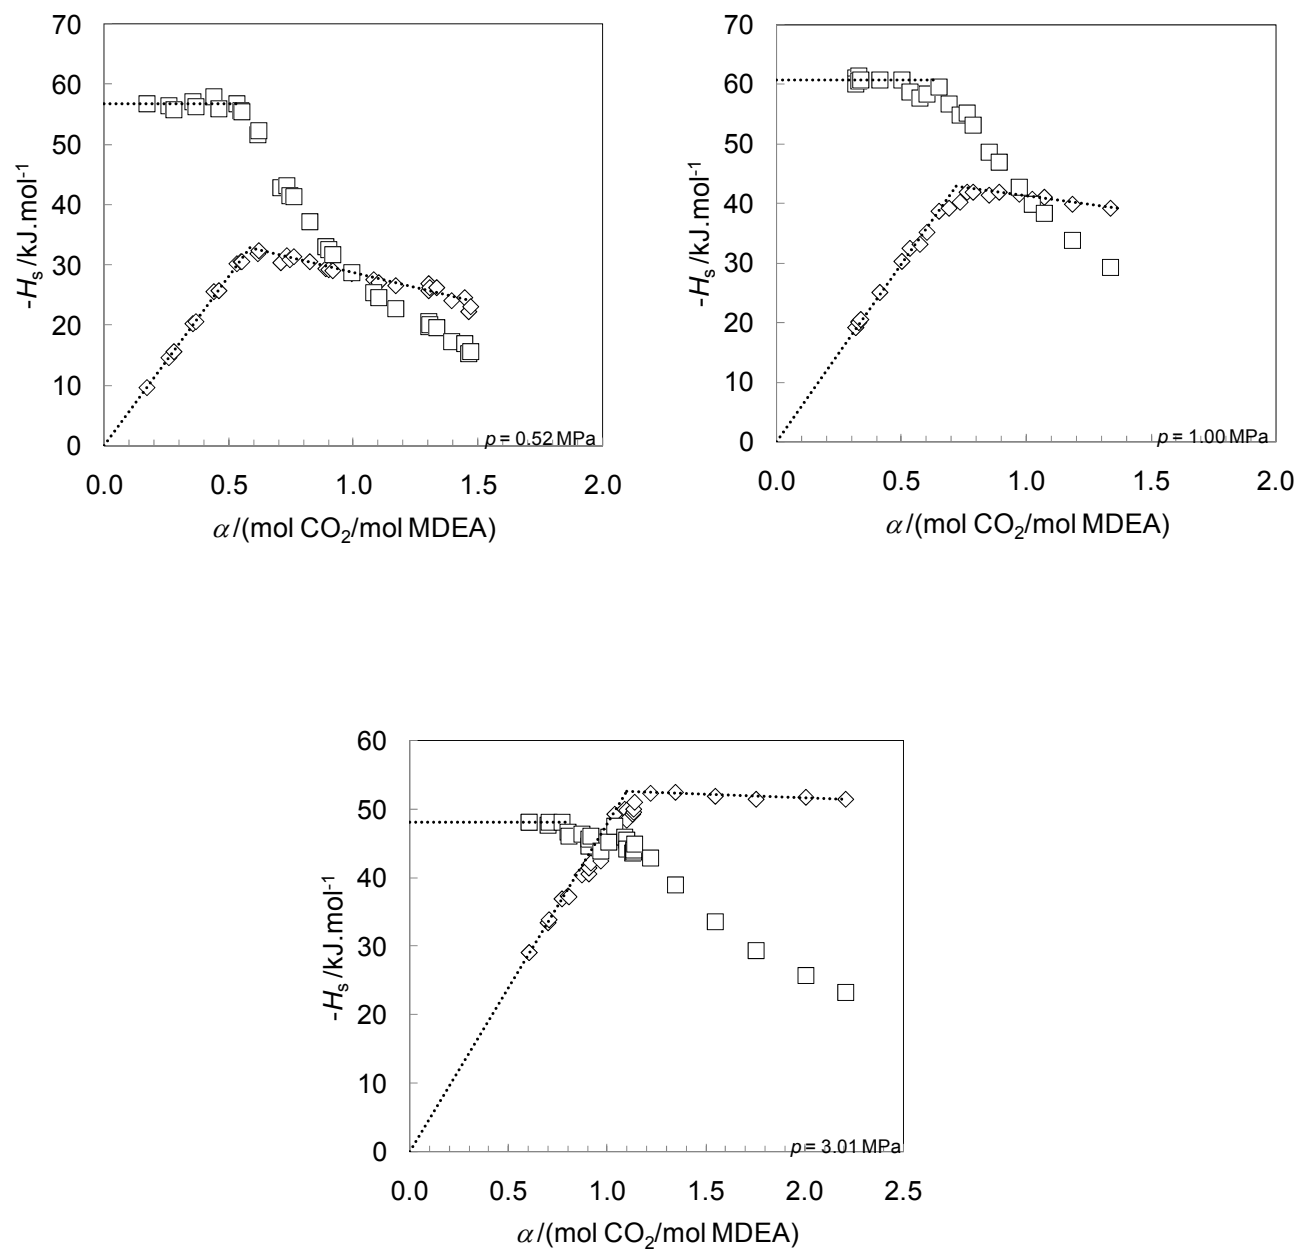 70
60
50
40
30
20
10
0
-Hs /kJ.mol-1
p = 0.52 MPa
0.0 0.5 1.0 1.5 2.0
α /(mol CO2/mol MDEA)
70
60
50
40
30
20
10
0
-Hs /kJ.mol-1
p = 1.00 MPa
0.0 0.5 1.0 1.5 2.0
α /(mol CO2/mol MDEA)
60
50
40
30
20
10
0
-Hs /kJ.mol-1
p = 3.01 MPa
0.0 0.5 1.0 1.5 2.0 2.5
α /(mol CO2/mol MDEA)